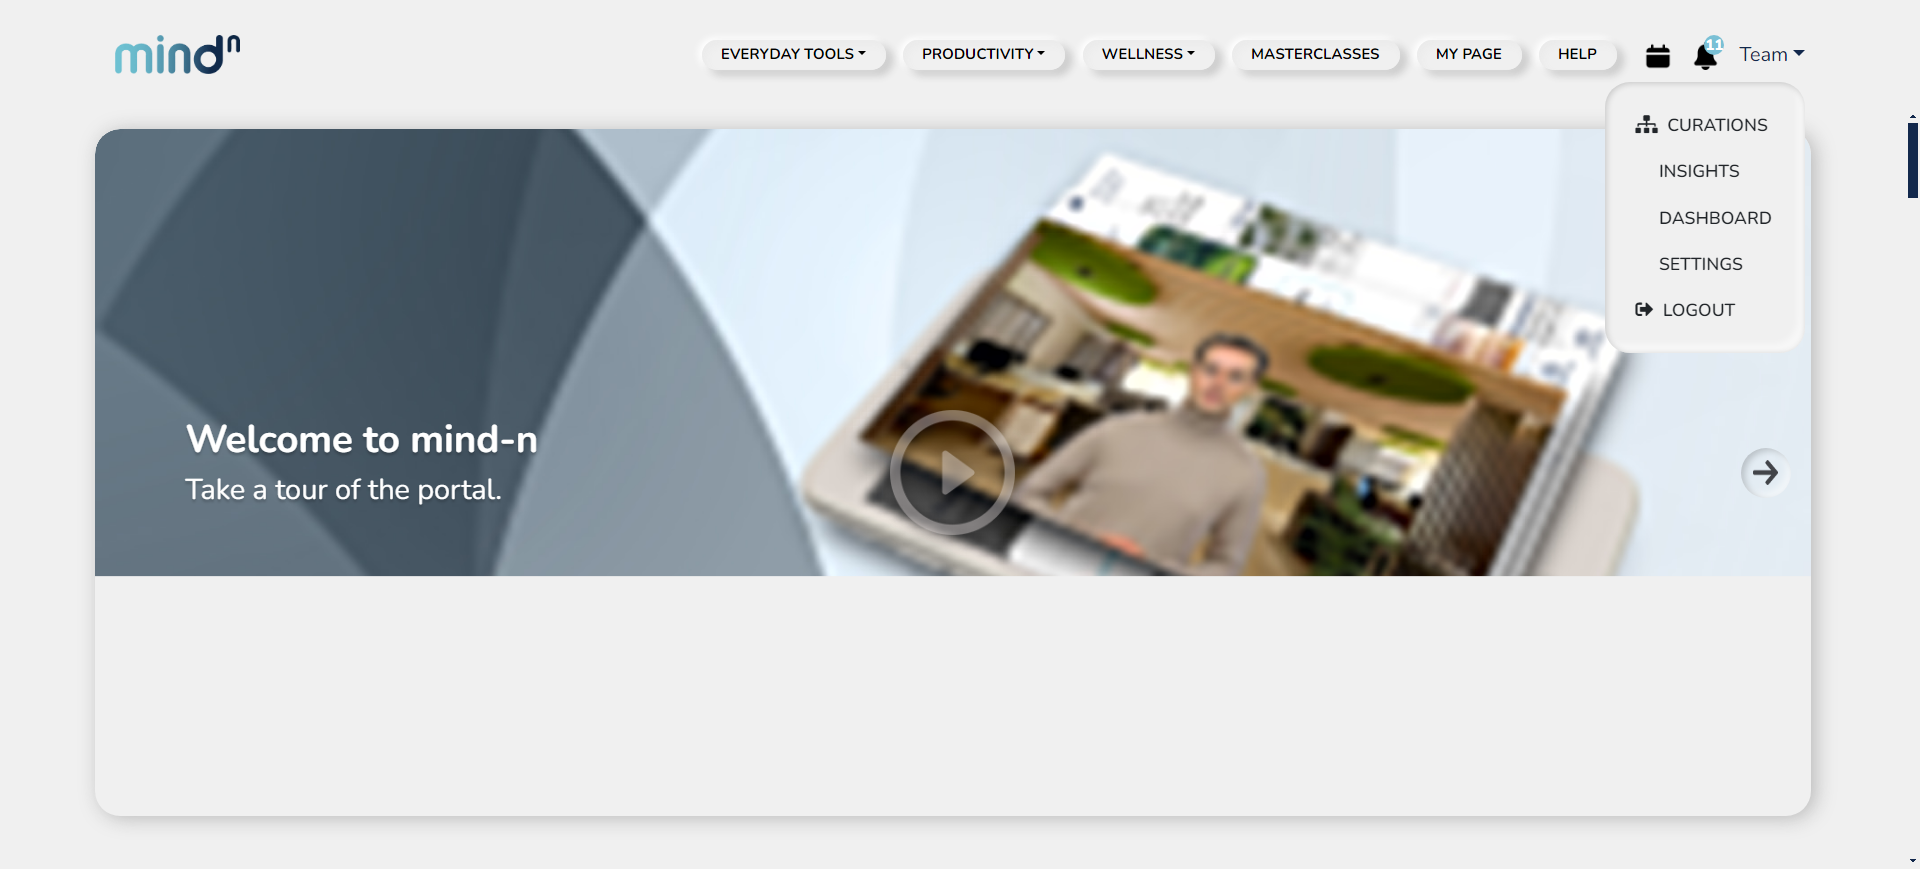 mind n
EVERYDAY TOOLS
PRODUCTIVITY
WELLNESS
MASTERCLASSES
MY PAGE
HELP
11
Team
CURATIONS
INSIGHTS
DASHBOARD
SETTINGS
LOGOUT
Welcome to mind-n
Take a tour of the portal.